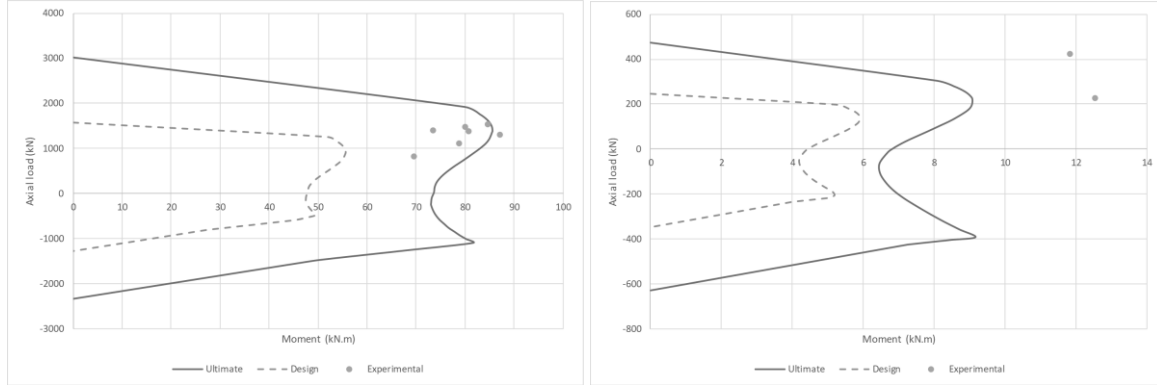 4000
3000
2000
1000
0
-1000
-2000
-3000
0 10 20 30 40 50 60 70 80 90 100
Axial load (kN)
Moment (kN.m)
Ultimate Design Experimental
600
400
200
0
-200
-400
-600
-800
0 2 4 6 8 10 12 14
Axial load (kN)
Moment (kN.m)
Ultimate Design Experimental